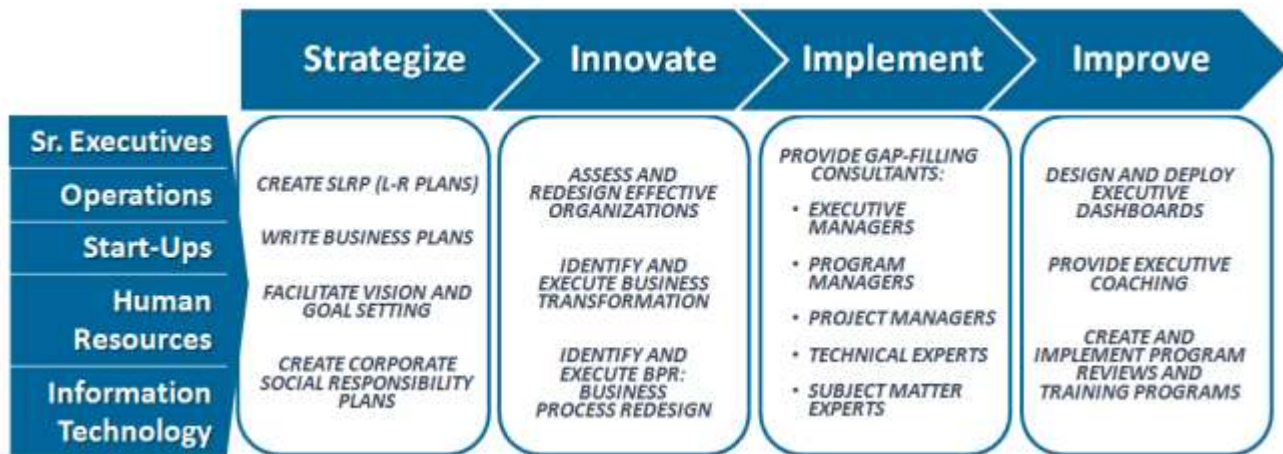 Strategize
Innovate
Implement
Improve
Sr. Executives
Operations
Start-Ups
Human
Resources
Information
Technology
CREATE SLRP (L-R PLANS)
WRITE BUSINESS PLANS
FACILITATE VISION AND
GOAL SETTING
CREATE CORPORATE
SOCIAL RESPONSIBILITY
PLANS
ASSESS AND
REDESIGN EFFECTIVE
ORGANIZATIONS
IDENTIFY AND
EXECUTE BUSINESS
TRANSFORMATION
IDENTIFY AND
EXECUTE BPR:
BUSINESS
PROCESS REDESIGN
PROVIDE GAP-FILLING
CONSULTANTS:
• EXECUTIVE
MANAGERS
• PROGRAM
MANAGERS
• PROJECT MANAGERS
• TECHNICAL EXPERTS
• SUBJECT MATTER
EXPERTS
DESIGN AND DEPLOY
EXECUTIVE
DASHBOARDS
PROVIDE EXECUTIVE
COACHING
CREATE AND
IMPLEMENT PROGRAM
REVIEWS AND
TRAINING PROGRAMS